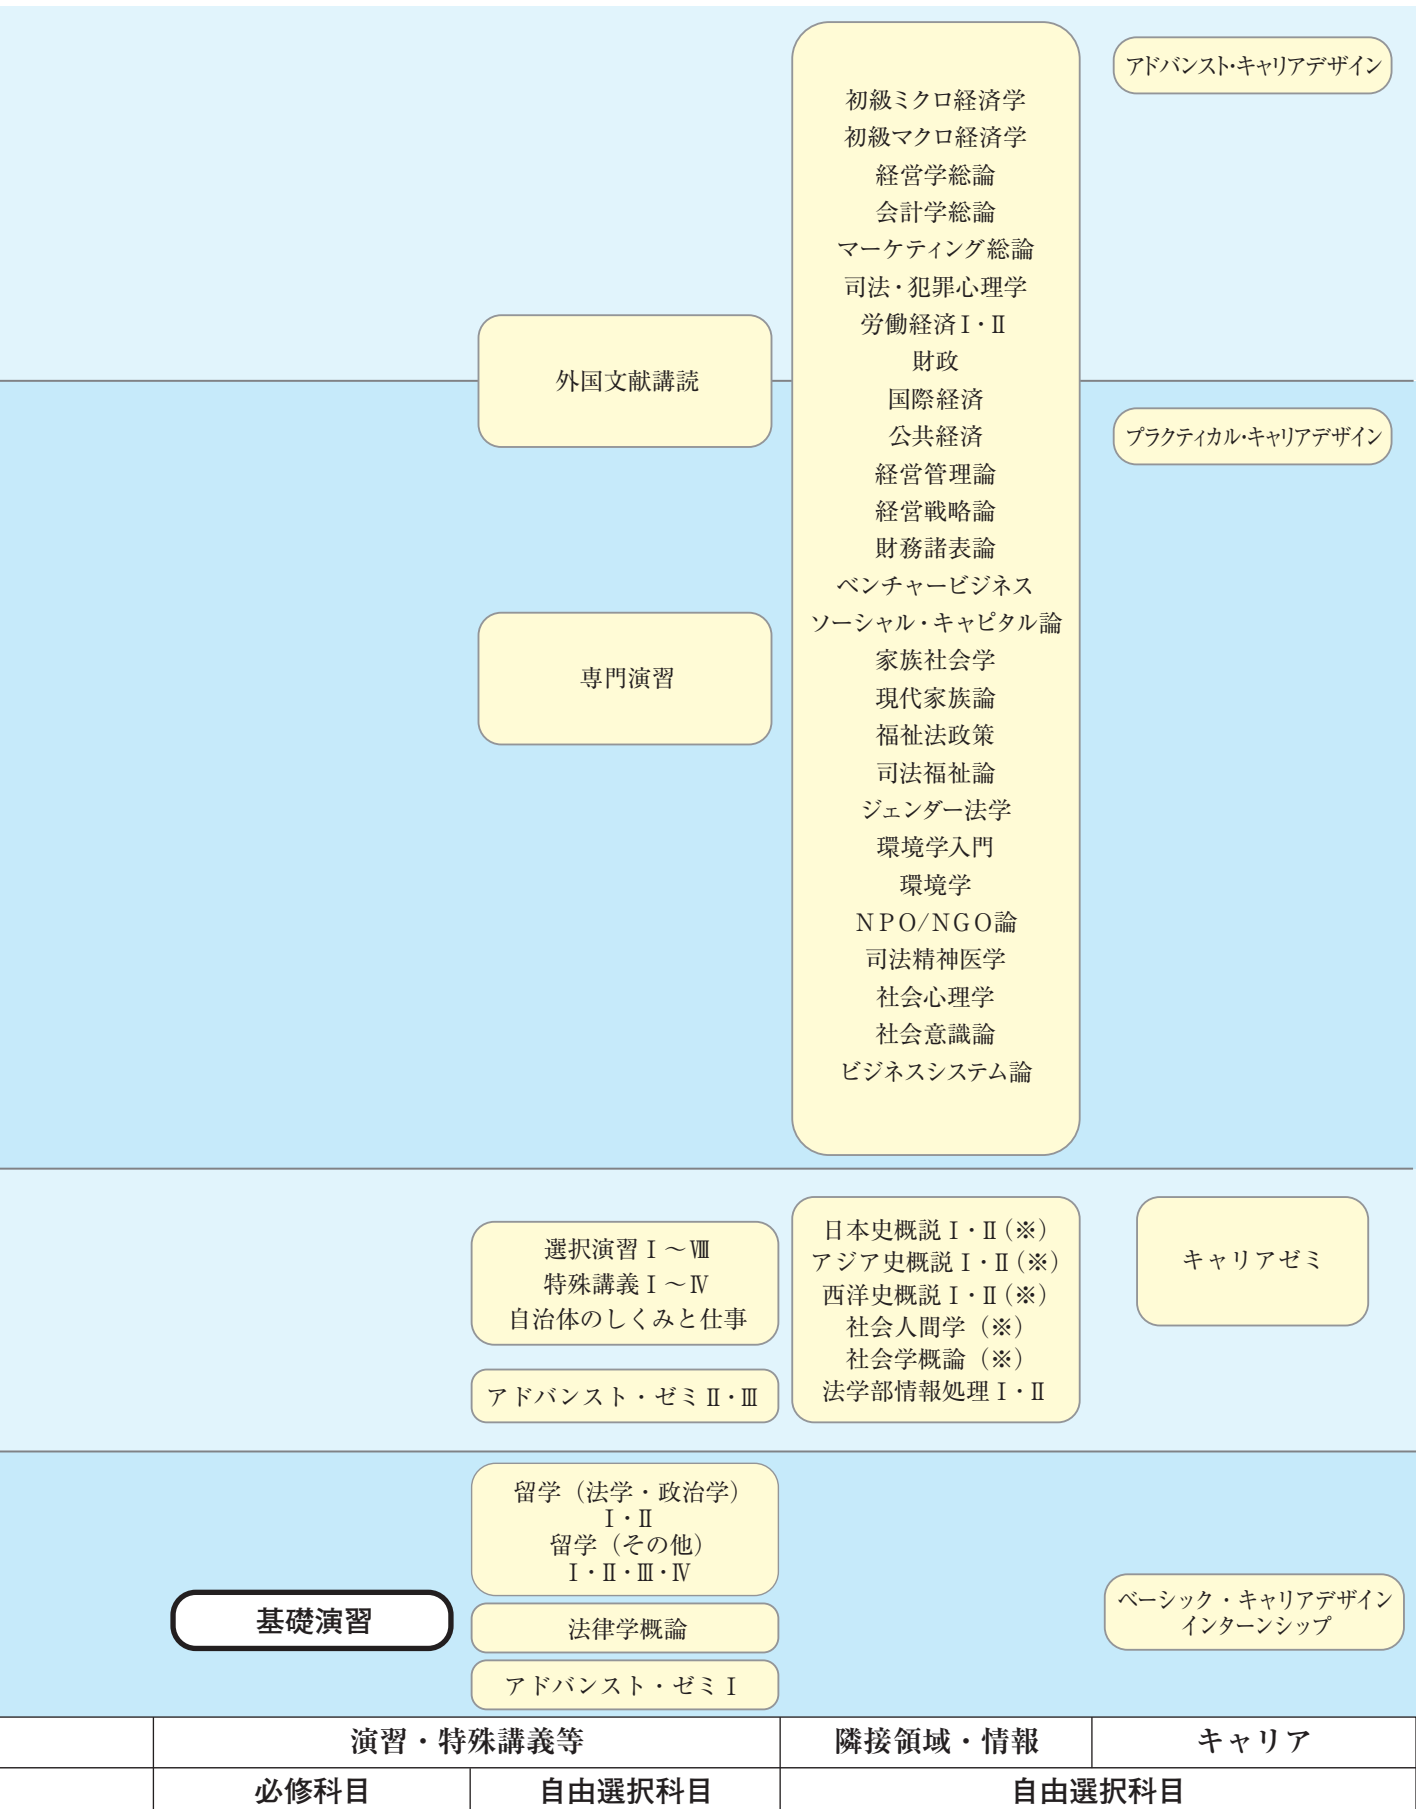 アドバンスト・キャリアデザイン
初級ミクロ経済学
初級マクロ経済学
経営学総論
会計学総論
マーケティング総論
司法・犯罪心理学
労働経済Ⅰ・Ⅱ
財政
国際経済
公共経済
経営管理論
経営戦略論
財務諸表論
ベンチャービジネス
ソーシャル・キャピタル論
家族社会学
現代家族論
福祉法政策
司法福祉論
ジェンダー法学
環境学入門
環境学
NPO/NGO論
司法精神医学
社会心理学
社会意識論
ビジネスシステム論
外国文献講読
プラクティカル・キャリアデザイン
専門演習
選択演習Ⅰ～Ⅷ
特殊講義Ⅰ～Ⅳ
自治体のしくみと仕事
アドバンスト・ゼミⅡ・Ⅲ
日本史概説Ⅰ・Ⅱ（※）
アジア史概説Ⅰ・Ⅱ（※）
西洋史概説Ⅰ・Ⅱ（※）
社会人間学（※）
社会学概論（※）
法学部情報処理Ⅰ・Ⅱ
キャリアゼミ
留学（法学・政治学）
Ⅰ・Ⅱ
留学（その他）
Ⅰ・Ⅱ・Ⅲ・Ⅳ
基礎演習
法律学概論
アドバンスト・ゼミⅠ
ベーシック・キャリアデザイン
インターンシップ
演習・特殊講義等
隣接領域・情報
キャリア
必修科目
自由選択科目
自由選択科目